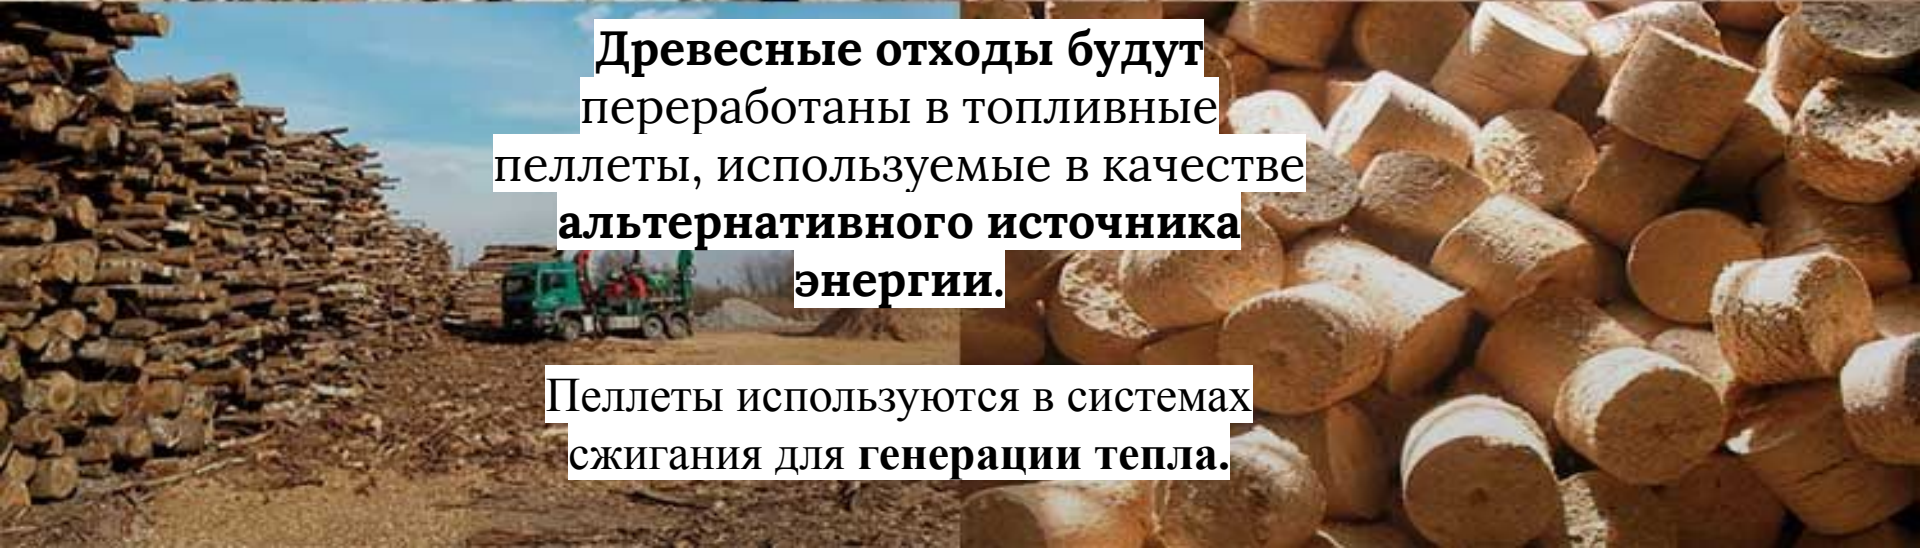 Древесные отходы будут
переработаны в топливные
пеллеты, используемые в качестве
альтернативного источника
энергии.
Пеллеты используются в системах
сжигания для генерации тепла.